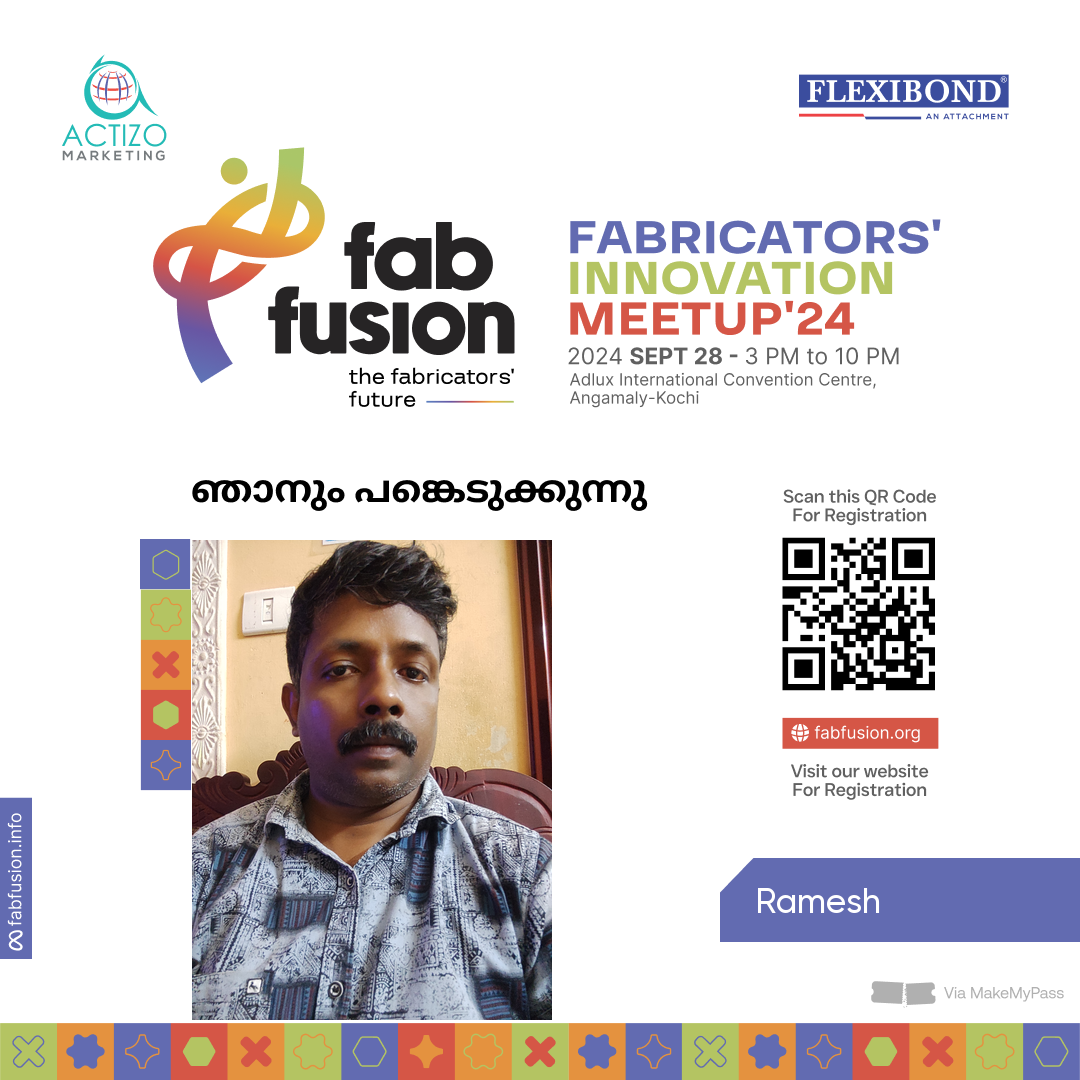 ACTIZO
MARKETING
FLEXIBOND®
AN ATTACHMENT
fab
fusion
the fabricators'
future
FABRICATORS'
INNOVATION
MEETUP'24
2024 SEPT 28 - 3 PM to 10 PM
Adlux International Convention Centre,
Angamaly-Kochi
ഞാനും പങ്കെടുക്കുന്നു
Scan this QR Code
For Registration
fabfusion.org
Visit our website
For Registration
fabfusion.info
Ramesh
Via MakeMyPass